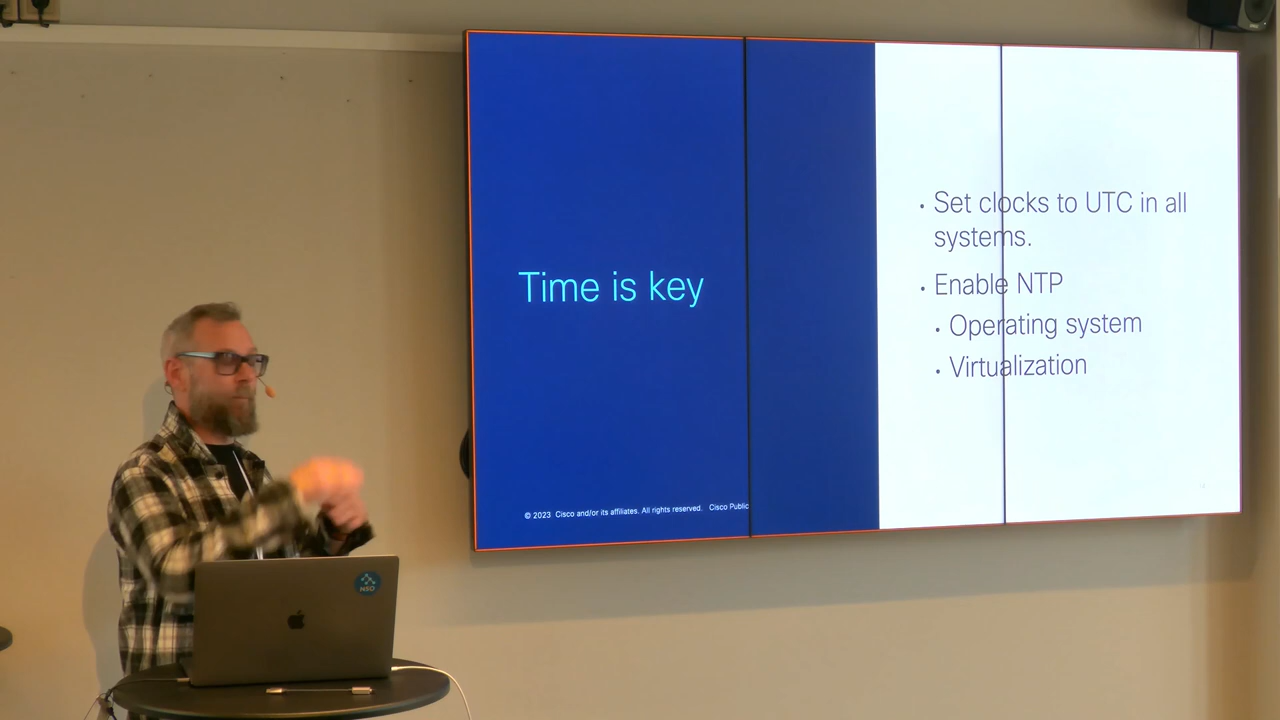 Time is key
© 2023 Cisco and/or its affiliates. All rights reserved. Cisco Public
• Set clocks to UTC in all
systems.
• Enable NTP
• Operating system
• Virtualization
NSO